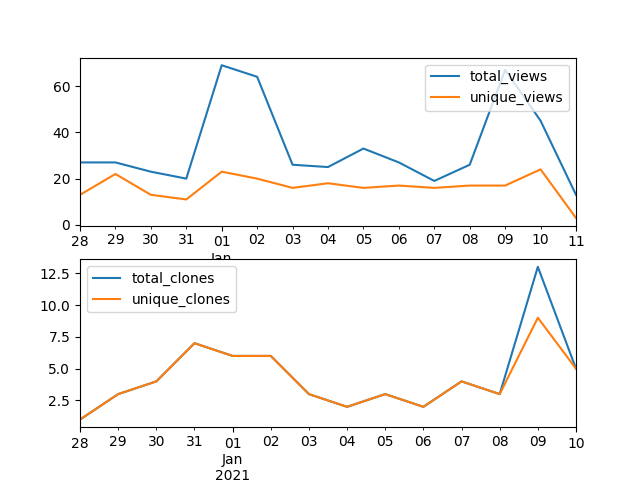 total_views
unique_views
60
40
20
0
28 29 30 31 01 02 03 04 05 06 07 08 09 10 11
Jan
total_clones
unique_clones
12.5
10.0
7.5
5.0
2.5
28 29 30 31 01 02 03 04 05 06 07 08 09 10
Jan
2021